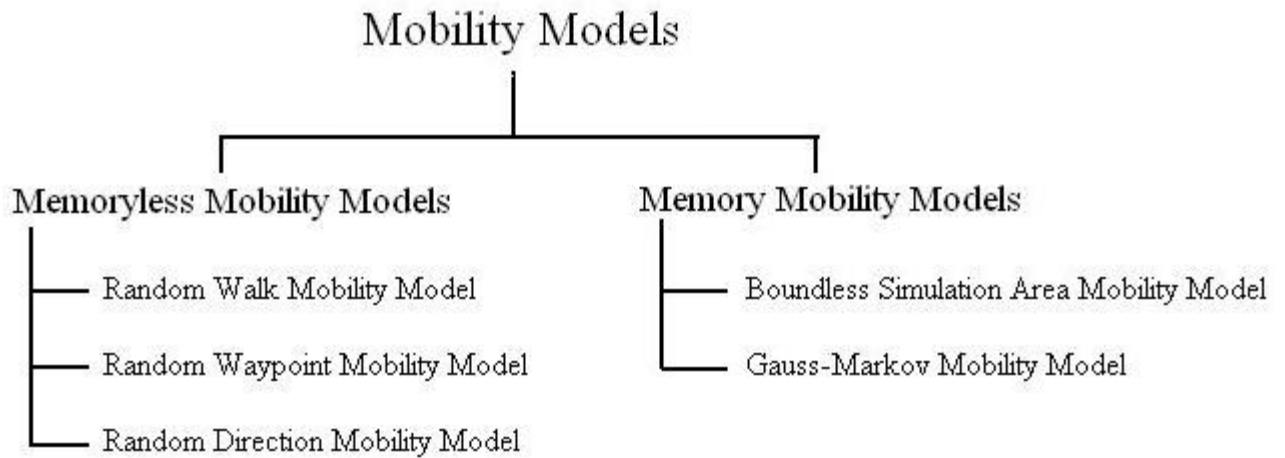 Mobility Models
Memoryless Mobility Models
Random Walk Mobility Model
Random Waypoint Mobility Model
Random Direction Mobility Model
Memory Mobility Models
Boundless Simulation Area Mobility Model
Gauss-Markov Mobility Model